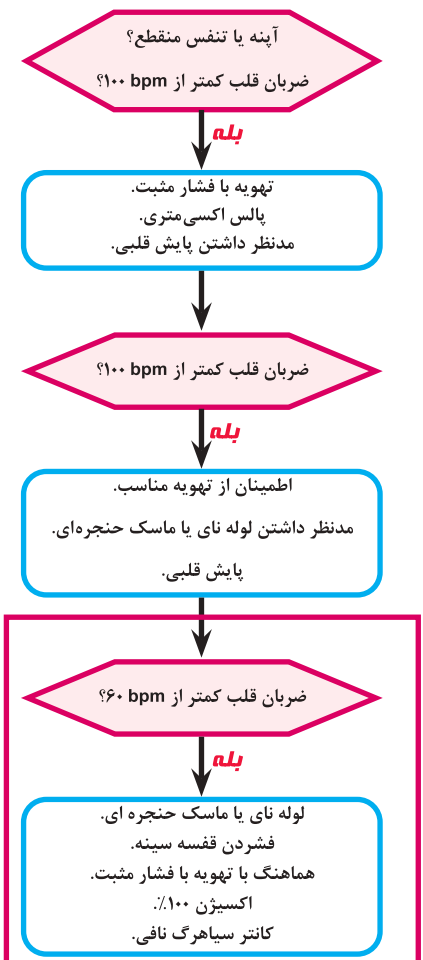 آپنه یا تنفس منقطع؟
ضربان قلب کمتر از ۱۰۰ bpm؟
بله
تهویه با فشار مثبت.
پالس اکسی‌متری.
مدنظر داشتن پایش قلبی.
ضربان قلب کمتر از ۱۰۰ bpm؟
بله
اطمینان از تهویه مناسب.
مدنظر داشتن لوله نای یا ماسک حنجره‌ای.
پایش قلبی.
ضربان قلب کمتر از ۶۰ bpm؟
بله
لوله نای یا ماسک حنجره ای.
فشردن قفسه سینه.
هماهنگ با تهویه با فشار مثبت.
اکسیژن ۱۰۰٪.
کانتر سیاهرگ نافی.